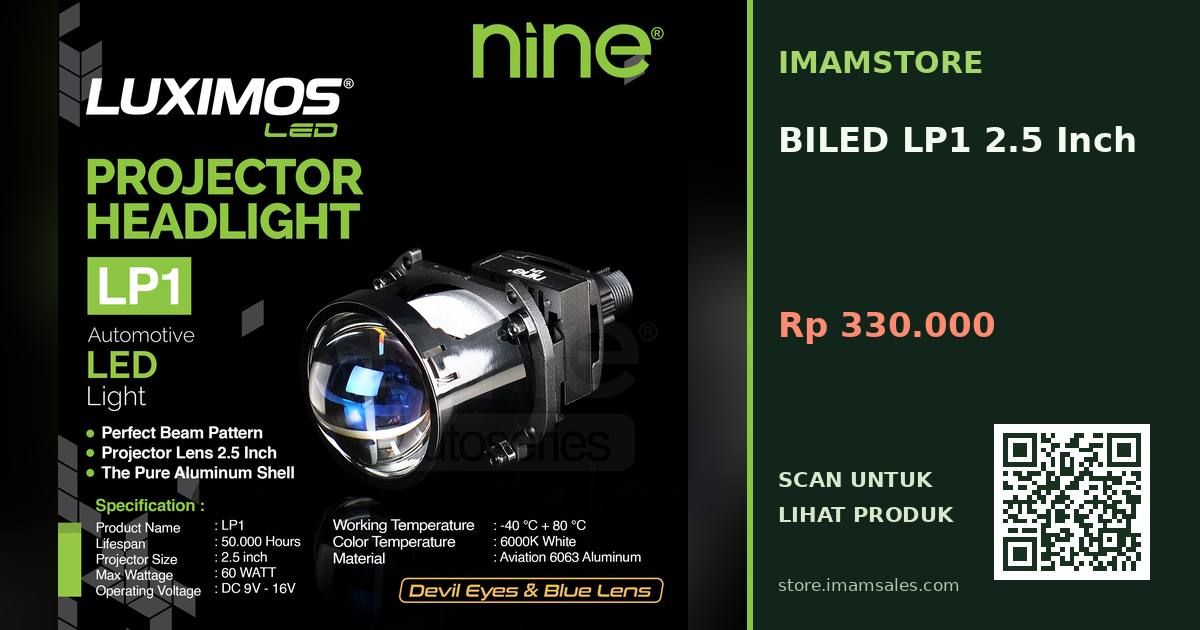 nine®
LUXIMOS®
LED
PROJECTOR
HEADLIGHT
LP1
Automotive
LED
Light
• Perfect Beam Pattern
• Projector Lens 2.5 Inch
• The Pure Aluminum Shell
Specification :
Product Name : LP1
Lifespan : 50.000 Hours
Projector Size : 2.5 inch
Max Wattage : 60 WATT
Operating Voltage : DC 9V - 16V
Working Temperature : -40 °C + 80 °C
Color Temperature : 6000K White
Material : Aviation 6063 Aluminum
Devil Eyes & Blue Lens
nine
autoseries
IMAMSTORE
BILED LP1 2.5 Inch
Rp 330.000
SCAN UNTUK
LIHAT PRODUK
store.imamsales.com